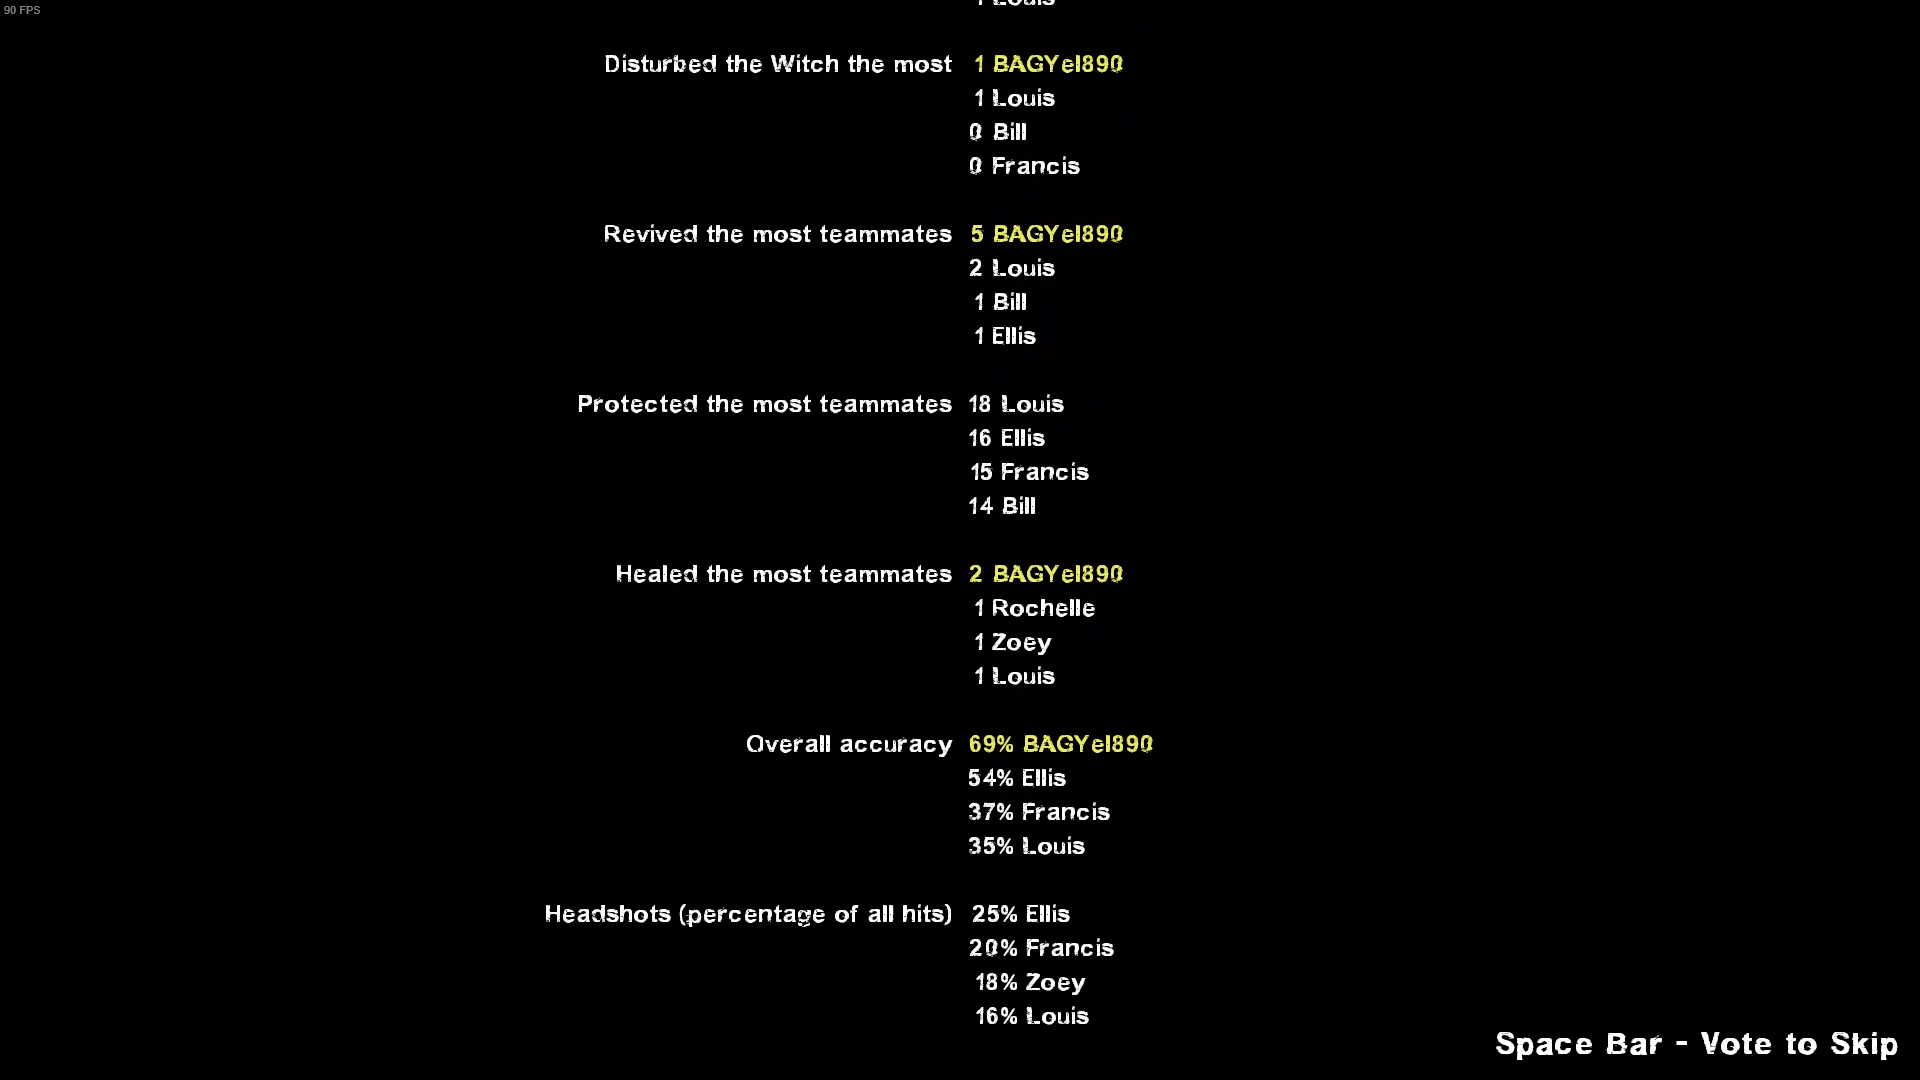 90 FPS
1 Louis
Disturbed the Witch the most 1 BAGYel890
1 Louis
0 Bill
0 Francis
Revived the most teammates 5 BAGYel890
2 Louis
1 Bill
1 Ellis
Protected the most teammates 18 Louis
16 Ellis
15 Francis
14 Bill
Healed the most teammates 2 BAGYel890
1 Rochelle
1 Zoey
1 Louis
Overall accuracy 69% BAGYel890
54% Ellis
37% Francis
35% Louis
Headshots (percentage of all hits) 25% Ellis
20% Francis
18% Zoey
16% Louis
Space Bar - Vote to Skip